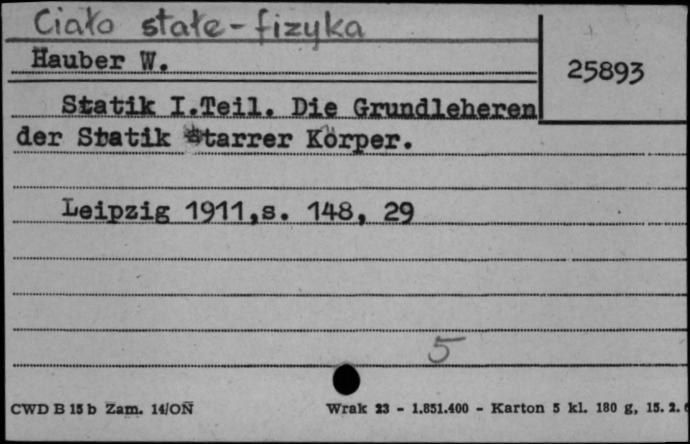 Ciało stałe - fizyka
Hauber W.
25893
Statik I.Teil. Die Grundleheren
der Statik starrer Körper.
Leipzig 1911,s. 148, 29
5
CWD B 15 b Zam. 14/ON Wrak 23 - 1.851.400 - Karton 5 kl. 180 g, 15. 2.